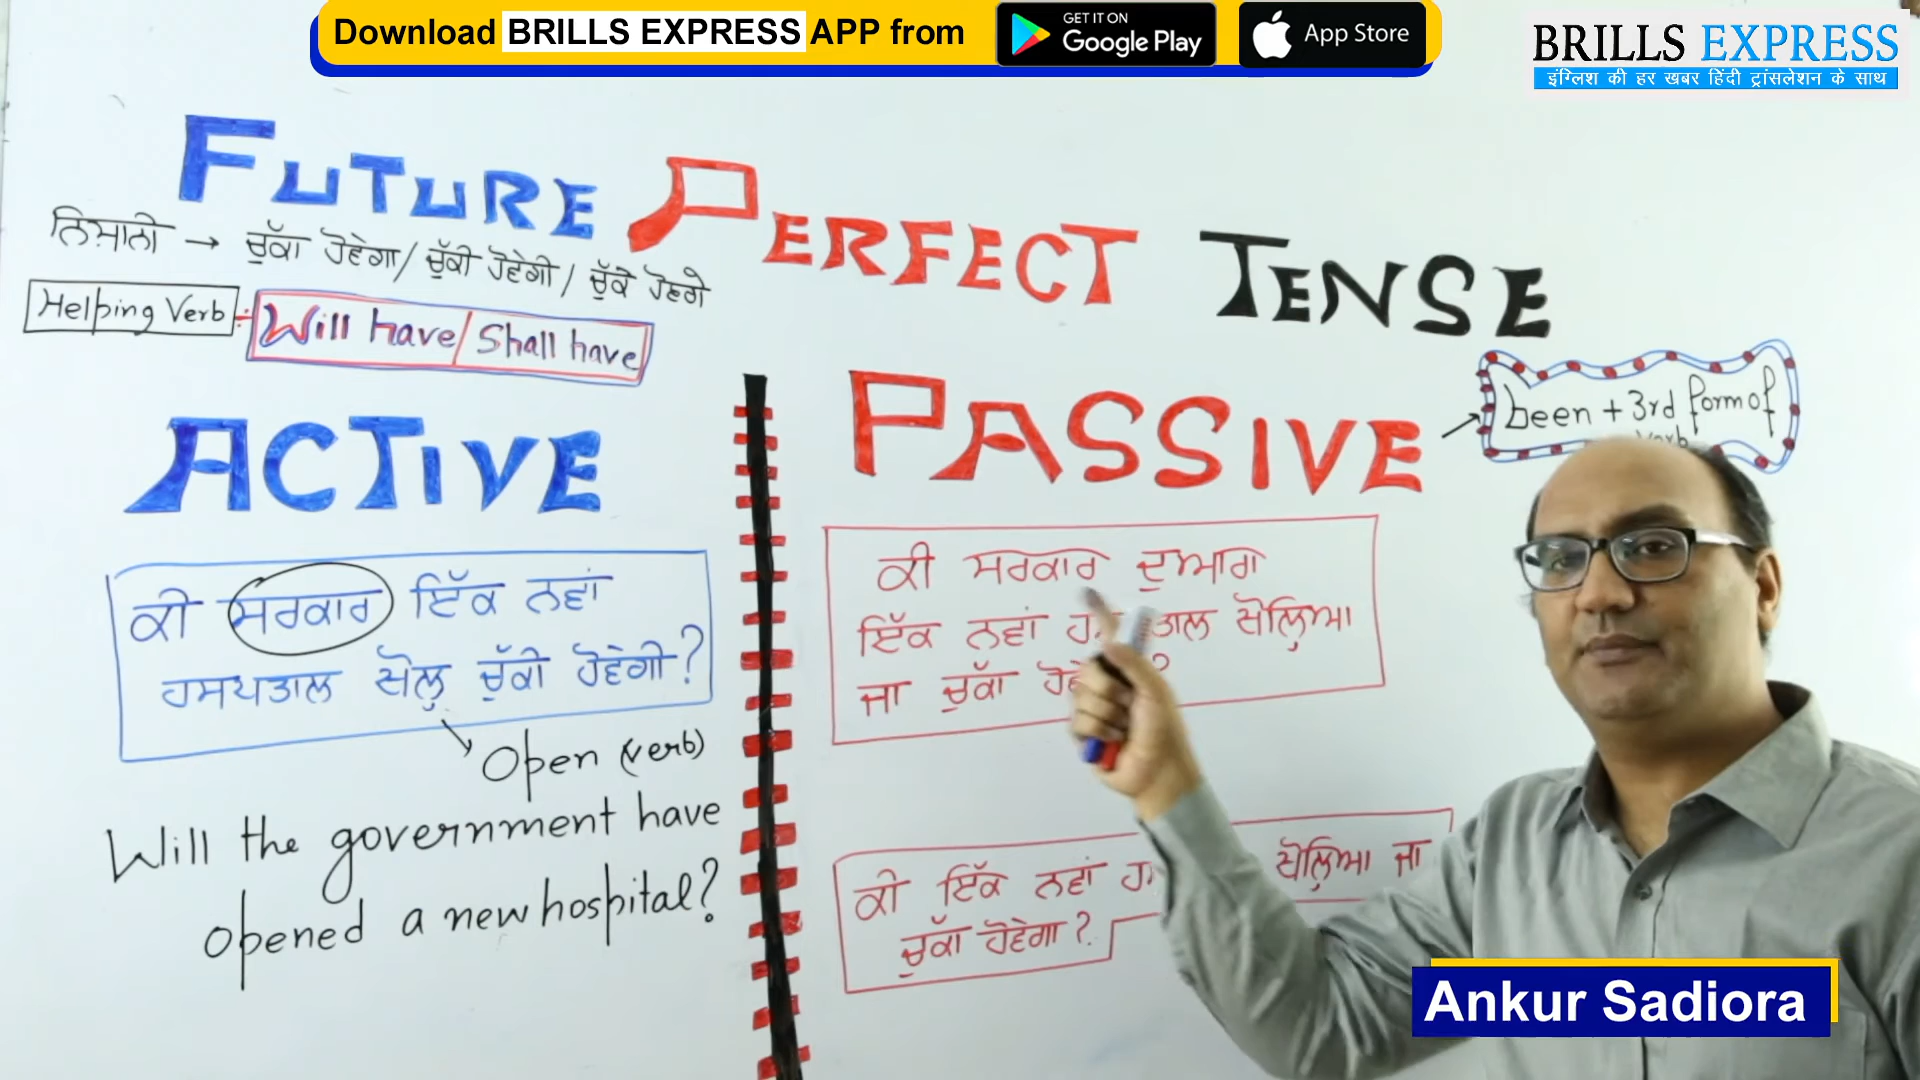 Download BRILLS EXPRESS APP from
GET IT ON
Google Play
App Store
BRILLS EXPRESS
इंग्लिश की हर खबर हिंदी ट्रांसलेशन के साथ
FUTURE PERFECT TENSE
ਨਿਸ਼ਾਨੀ → ਚੁੱਕਾ ਹੋਵੇਗਾ/ ਚੁੱਕੀ ਹੋਵੇਗੀ/ ਚੁੱਕੇ ਹੋਣਗੇ
Helping Verb
Will have/Shall have
ACTIVE
ਕੀ ਸਰਕਾਰ ਇੱਕ ਨਵਾਂ
ਹਸਪਤਾਲ ਖੋਲ੍ਹ ਚੁੱਕੀ ਹੋਵੇਗੀ?
Open (verb)
Will the government have
opened a new hospital?
PASSIVE
been + 3rd form of
ਕੀ ਸਰਕਾਰ ਦੁਆਰਾ
ਇੱਕ ਨਵਾਂ ਖੋਲ੍ਹਿਆ
ਜਾ ਚੁੱਕਾ
ਕੀ ਇੱਕ ਨਵਾਂ ਖੋਲ੍ਹਿਆ ਜਾ
ਚੁੱਕਾ ਹੋਵੇਗਾ?
Ankur Sadiora